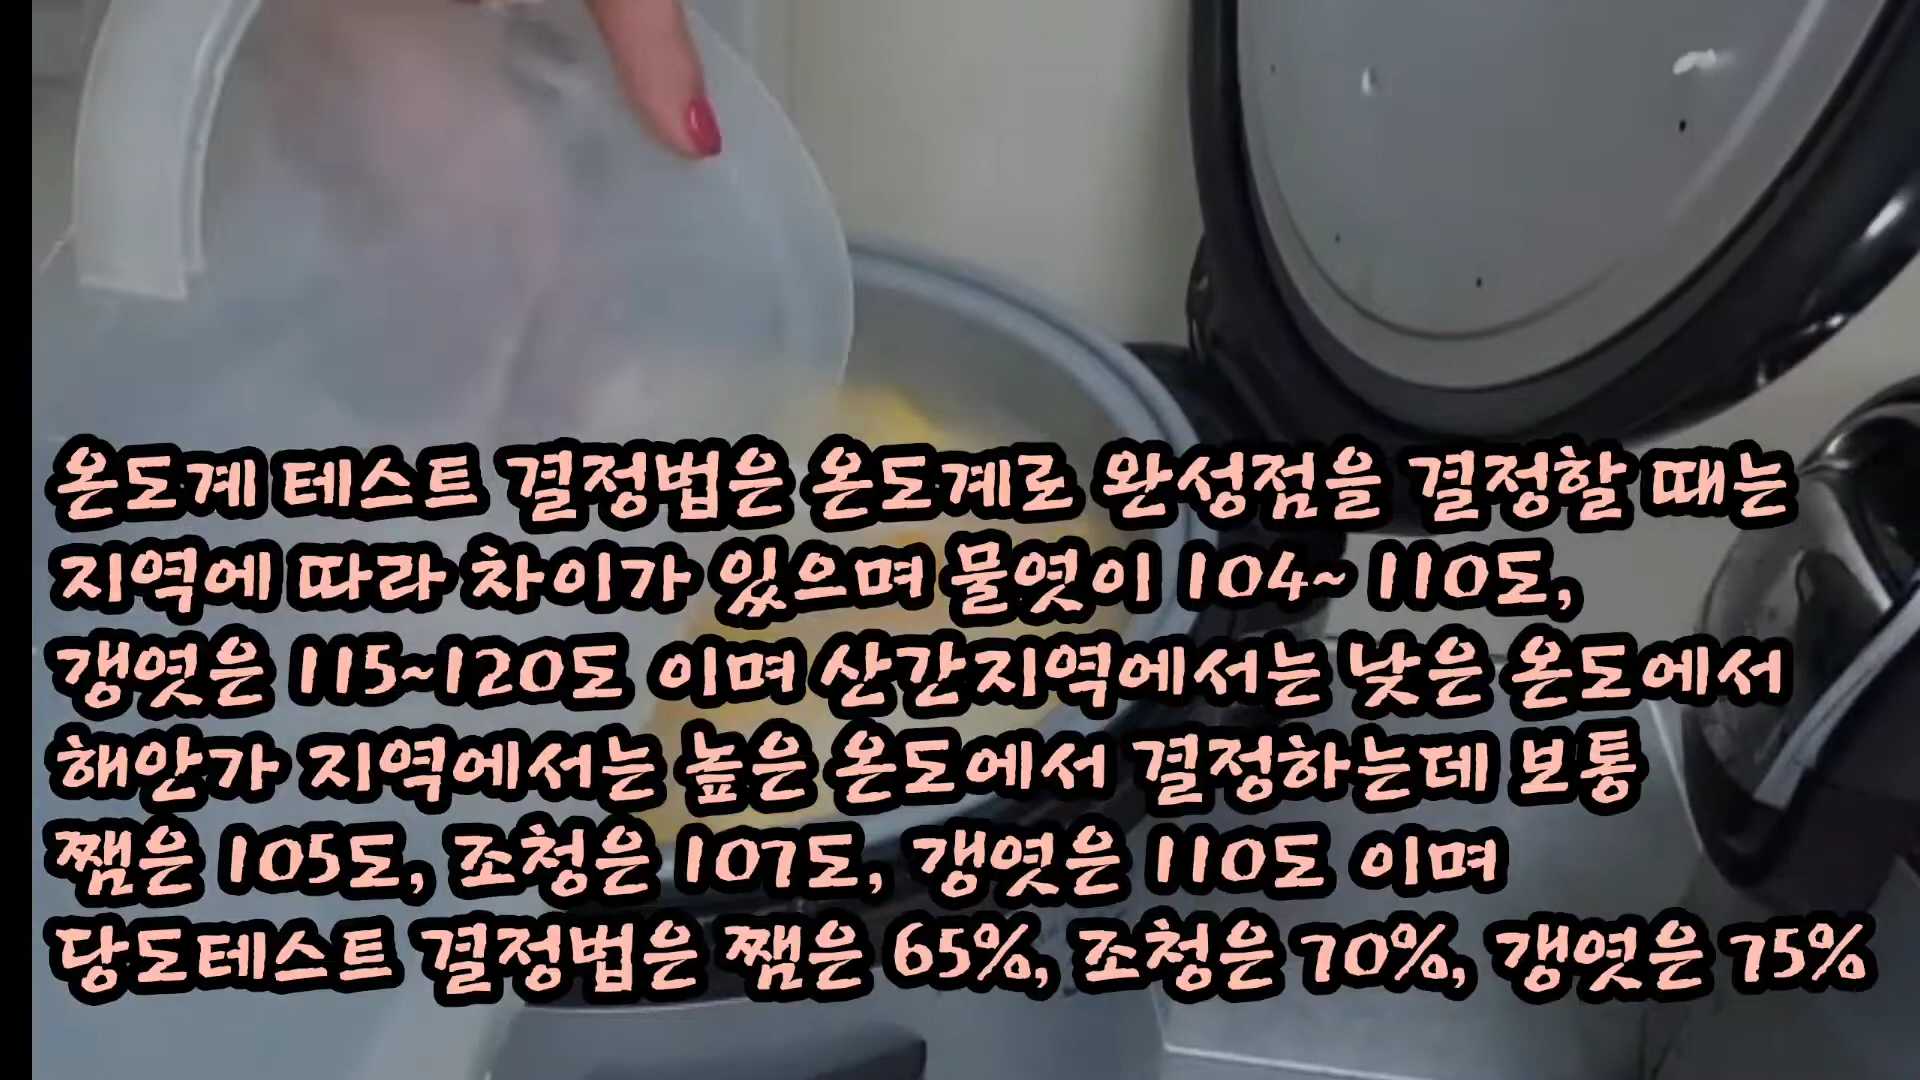 온도계 테스트 결정법은 온도계로 완성점을 결정할 때는
지역에 따라 차이가 있으며 물엿이 104~ 110도,
갱엿은 115~120도 이며 산간지역에서는 낮은 온도에서
해안가 지역에서는 높은 온도에서 결정하는데 보통
쨈은 105도, 조청은 107도, 갱엿은 110도 이며
당도테스트 결정법은 쨈은 65%, 조청은 70%, 갱엿은 75%